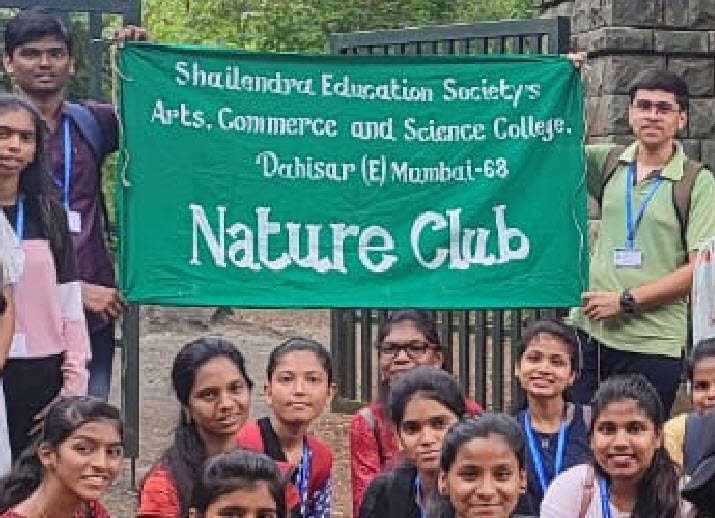 Shailendra Education Society's
Arts, Commerce and Science College,
Dahisar (E) Mumbai-68
Nature Club